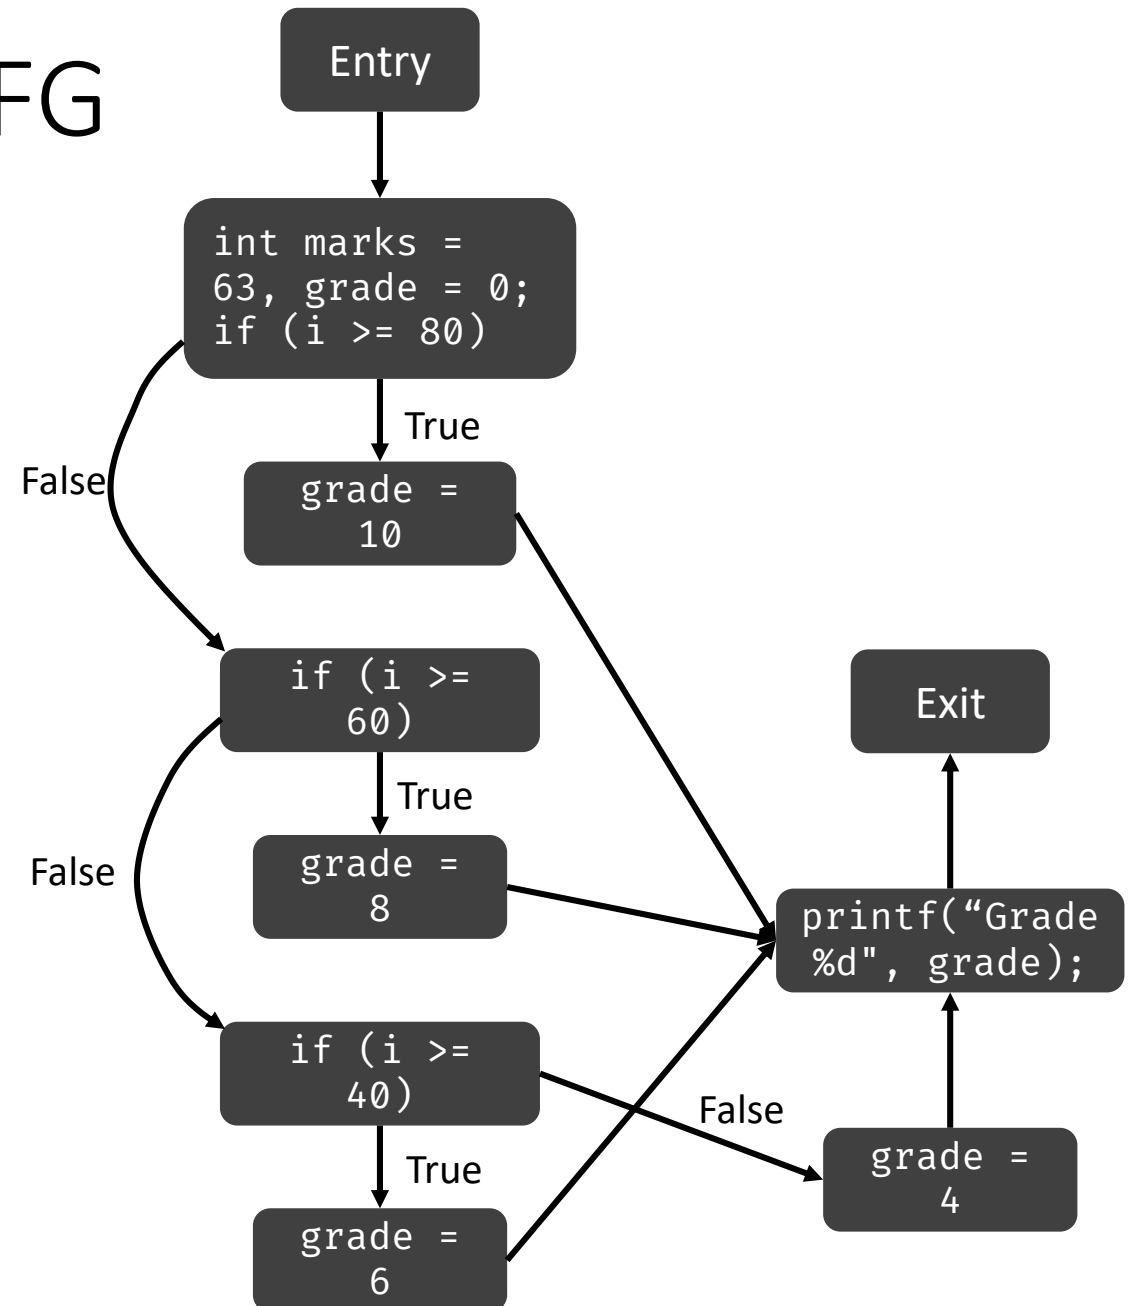 FG
Entry
int marks =
63, grade = 0;
if (i >= 80)
True
False
grade =
10
if (i >=
60)
Exit
True
False
grade =
8
printf(“Grade
%d", grade);
if (i >=
40)
False
True
grade =
4
grade =
6